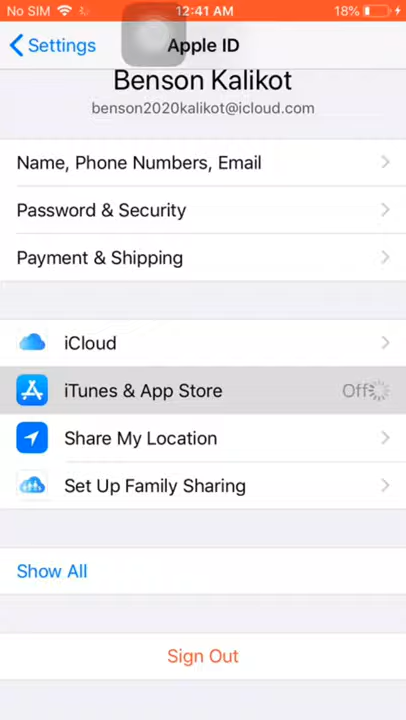 No SIM 12:41 AM 18%
Settings Apple ID
Benson Kalikot
benson2020kalikot@icloud.com
Name, Phone Numbers, Email
Password & Security
Payment & Shipping
iCloud
iTunes & App Store Off
Share My Location
Set Up Family Sharing
Show All
Sign Out